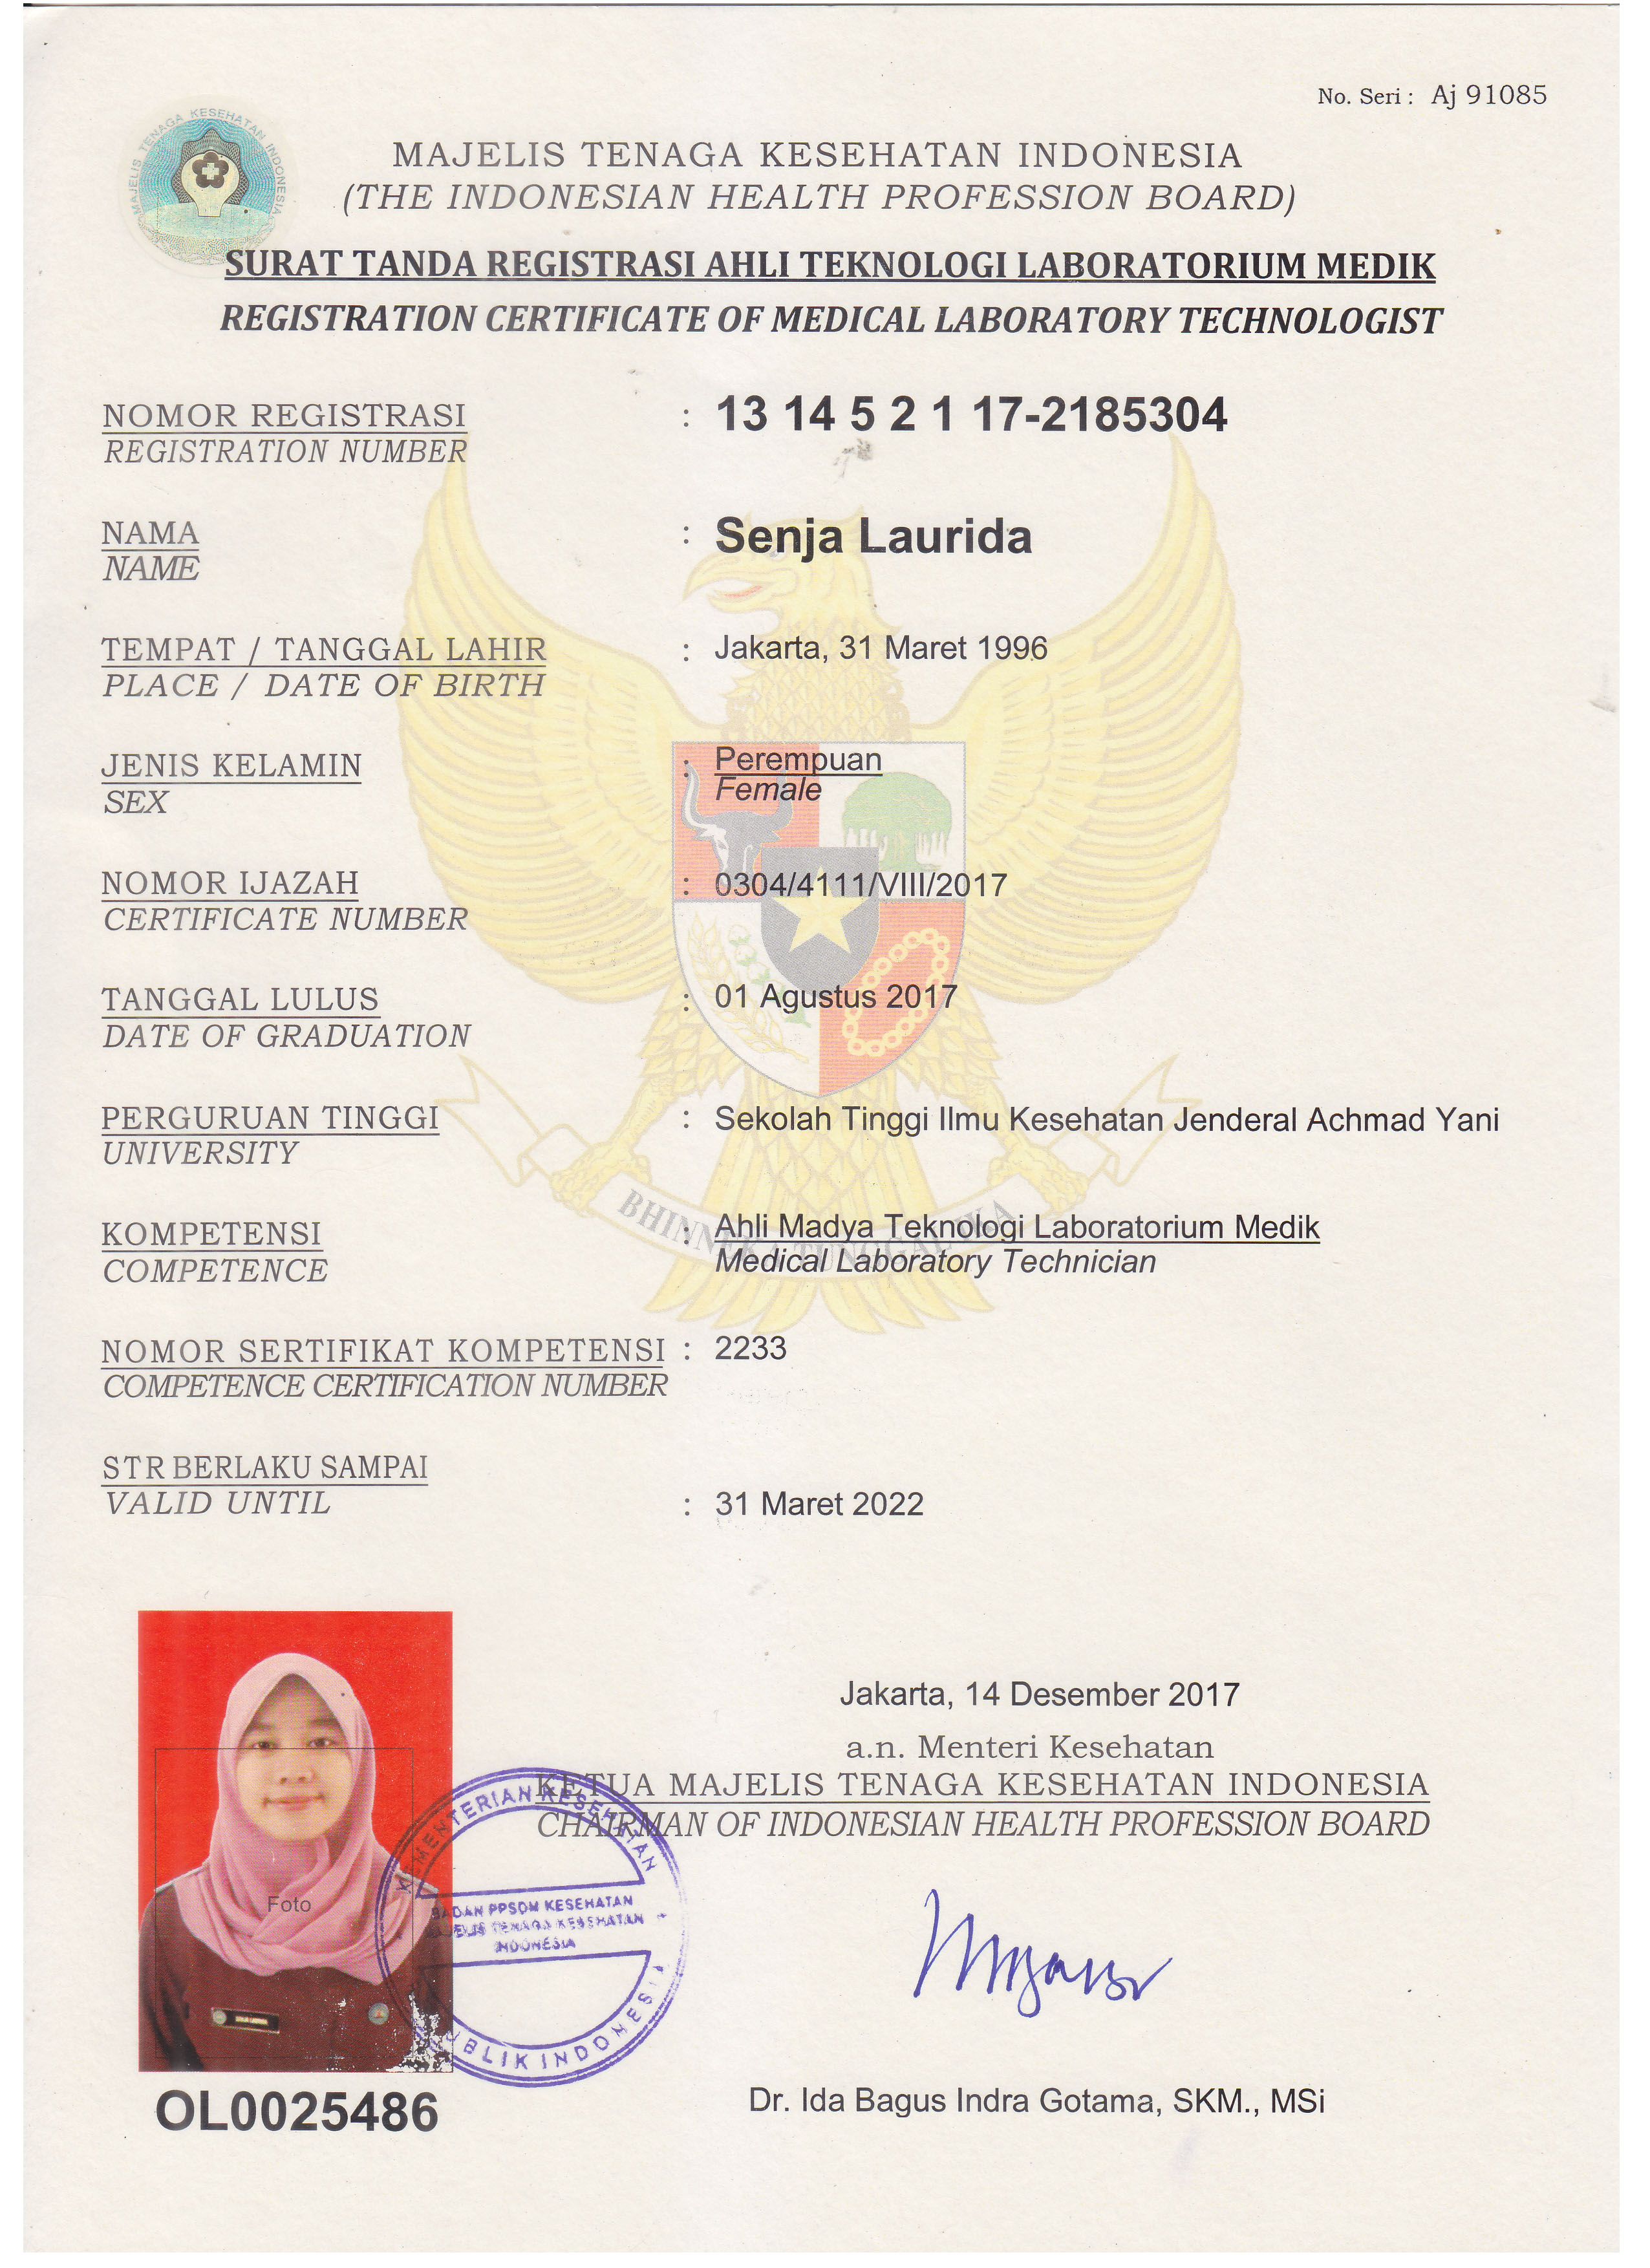 No. Seri : Aj 91085
MAJELIS TENAGA KESEHATAN INDONESIA
MAJELIS TENAGA KESEHATAN INDONESIA
(THE INDONESIAN HEALTH PROFESSION BOARD)
SURAT TANDA REGISTRASI AHLI TEKNOLOGI LABORATORIUM MEDIK
REGISTRATION CERTIFICATE OF MEDICAL LABORATORY TECHNOLOGIST
NOMOR REGISTRASI : 13 14 5 2 1 17-2185304
REGISTRATION NUMBER
NAMA : Senja Laurida
NAME
TEMPAT / TANGGAL LAHIR : Jakarta, 31 Maret 1996
PLACE / DATE OF BIRTH
JENIS KELAMIN : Perempuan
SEX Female
NOMOR IJAZAH : 0304/4111/VIII/2017
CERTIFICATE NUMBER
TANGGAL LULUS : 01 Agustus 2017
DATE OF GRADUATION
PERGURUAN TINGGI : Sekolah Tinggi Ilmu Kesehatan Jenderal Achmad Yani
UNIVERSITY
BHINNEKA TUNGGAL IKA
KOMPETENSI : Ahli Madya Teknologi Laboratorium Medik
COMPETENCE Medical Laboratory Technician
NOMOR SERTIFIKAT KOMPETENSI : 2233
COMPETENCE CERTIFICATION NUMBER
STR BERLAKU SAMPAI
VALID UNTIL : 31 Maret 2022
Jakarta, 14 Desember 2017
a.n. Menteri Kesehatan
KETUA MAJELIS TENAGA KESEHATAN INDONESIA
CHAIRMAN OF INDONESIAN HEALTH PROFESSION BOARD
KEMENTERIAN KESEHATAN
Foto
BADAN PPSDM KESEHATAN
MAJELIS TENAGA KESEHATAN
INDONESIA
REPUBLIK INDONESIA
OL0025486
Dr. Ida Bagus Indra Gotama, SKM., MSi